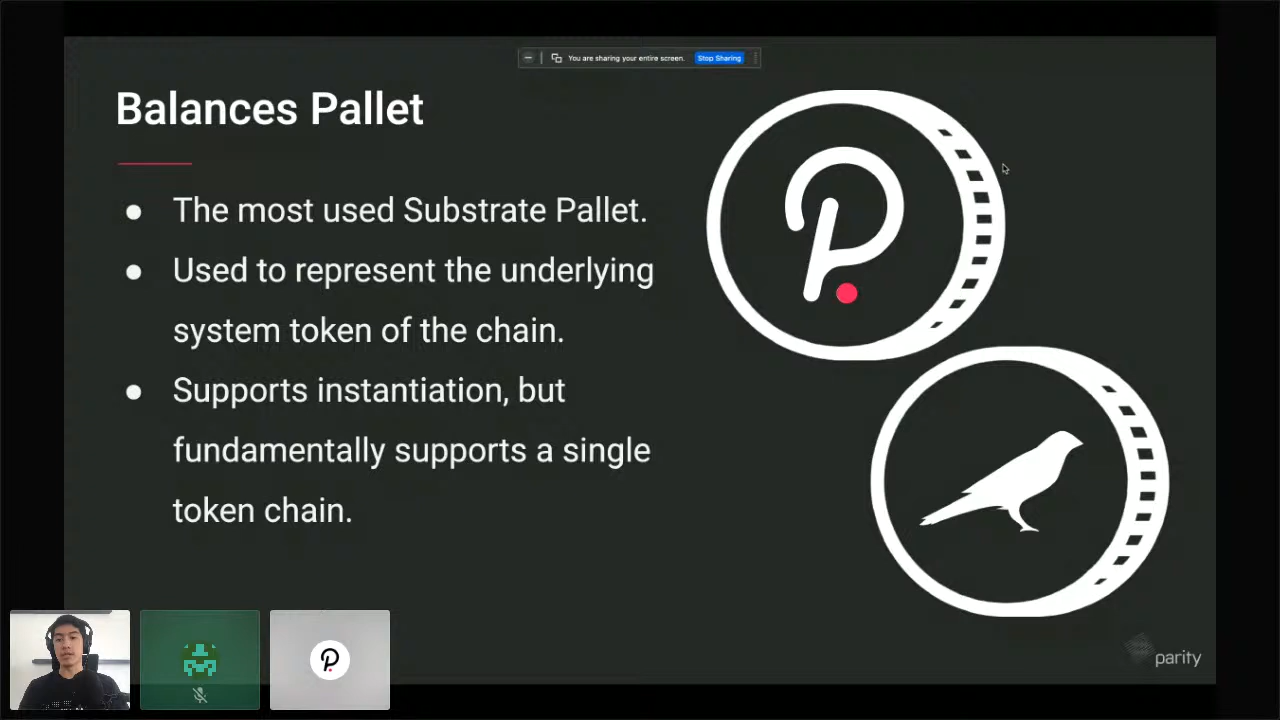 You are sharing your entire screen.
Stop Sharing
Balances Pallet
● The most used Substrate Pallet.
● Used to represent the underlying
system token of the chain.
● Supports instantiation, but
fundamentally supports a single
token chain.
parity